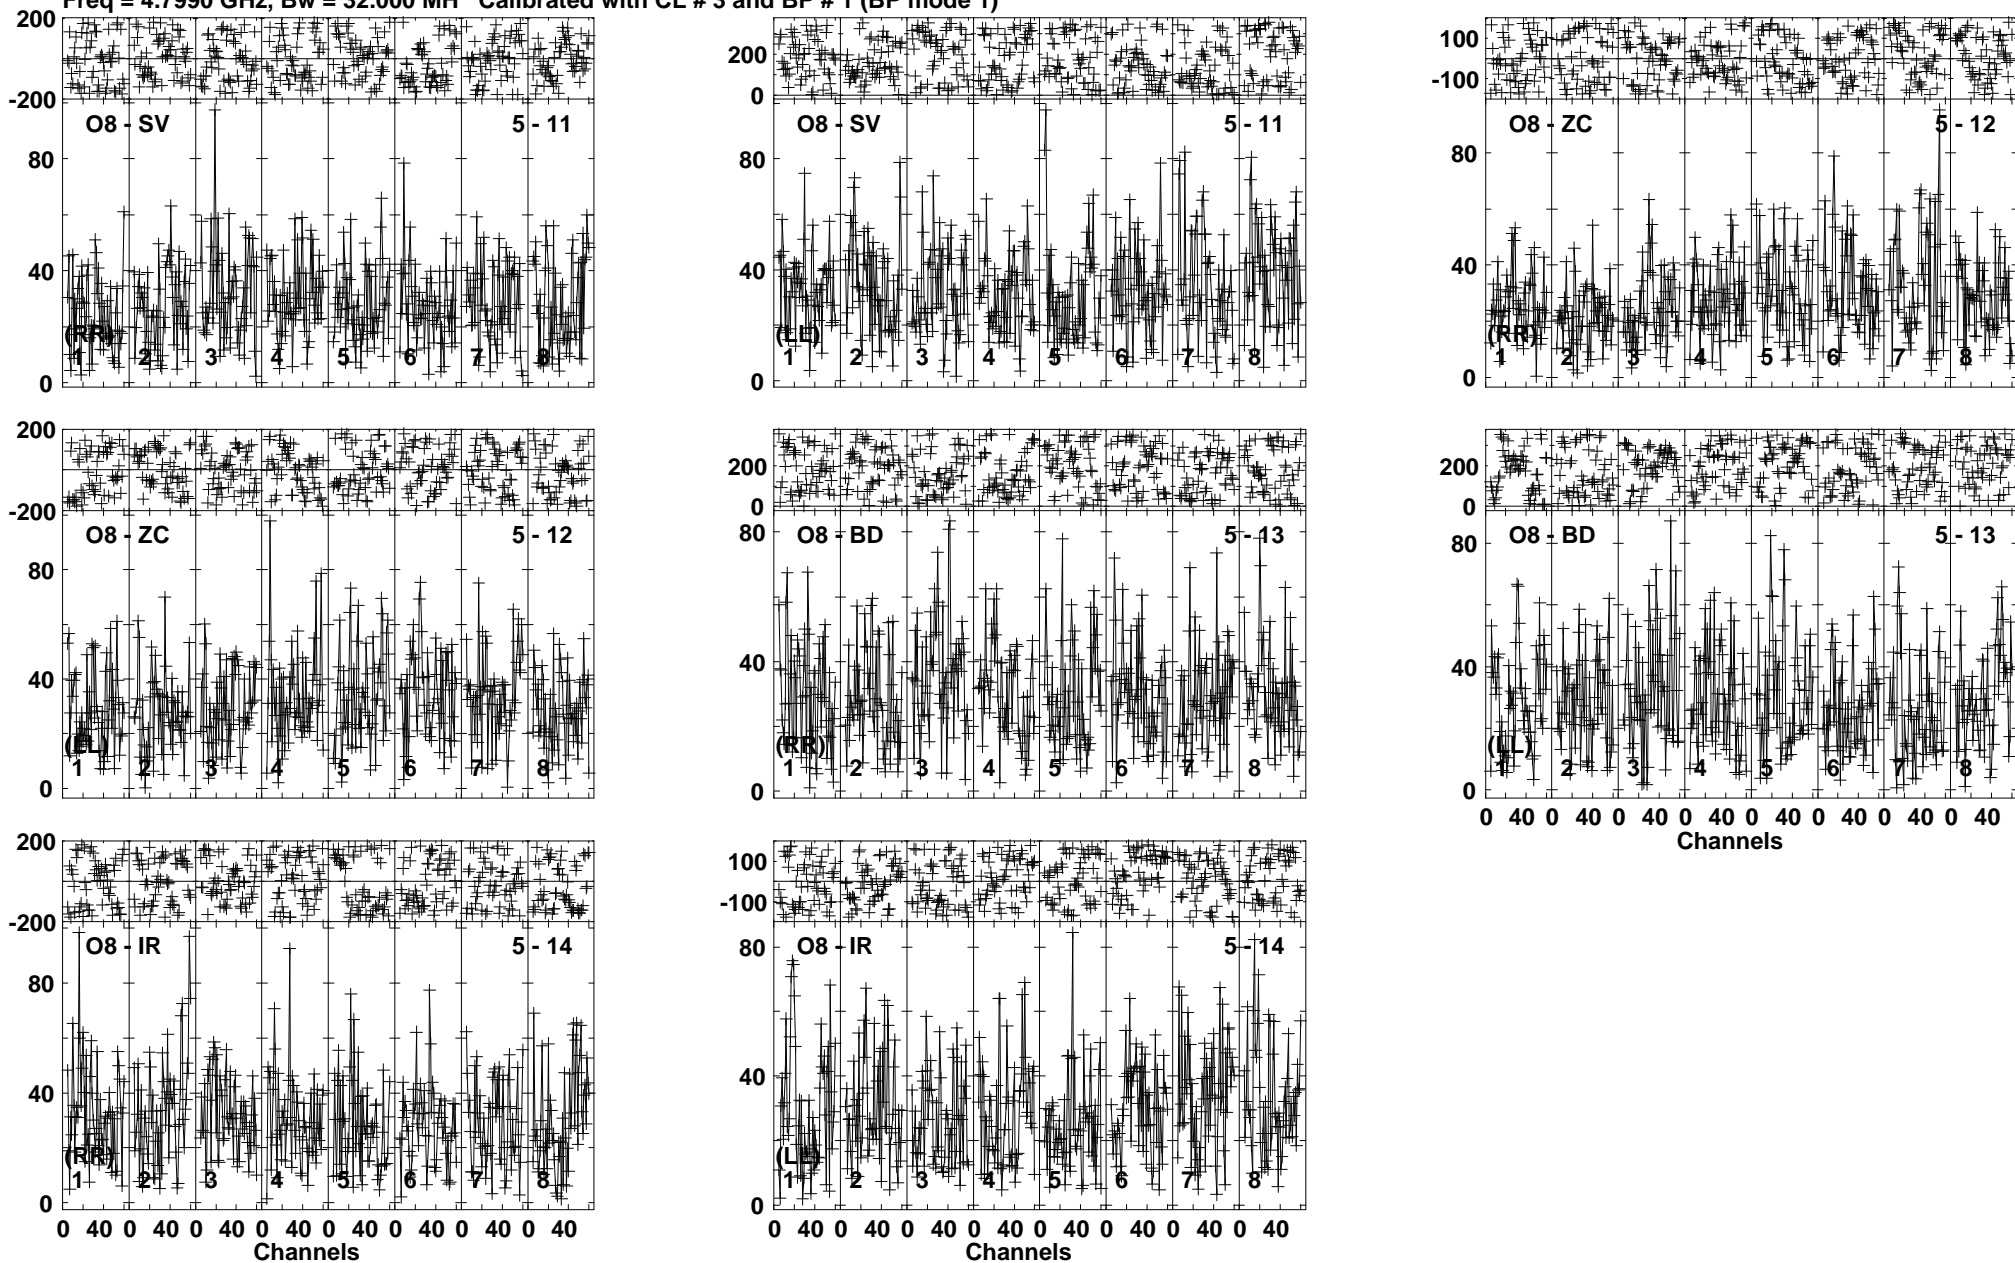 Freq = 4.7990 GHz, Bw = 32.000 MH Calibrated with CL # 3 and BP # 1 (BP mode 1)
200
-200
O8 - SV 5 - 11
80
40
0
(RR)
1 2 3 4 5 6 7 8
200
0
O8 - SV 5 - 11
80
40
0
(LL)
1 2 3 4 5 6 7 8
100
-100
O8 - ZC 5 - 12
80
40
0
(RR)
1 2 3 4 5 6 7 8
200
-200
O8 - ZC 5 - 12
80
40
0
(LL)
1 2 3 4 5 6 7 8
200
0
O8 - BD 5 - 13
80
40
0
(RR)
1 2 3 4 5 6 7 8
200
0
O8 - BD 5 - 13
80
40
0
(LL)
1 2 3 4 5 6 7 8
0 40 0 40 0 40 0 40 0 40 0 40 0 40 0 40
Channels
200
-200
O8 - IR 5 - 14
80
40
0
(RR)
1 2 3 4 5 6 7 8
0 40 0 40 0 40 0 40 0 40 0 40 0 40 0 40
Channels
100
-100
O8 - IR 5 - 14
80
40
0
(LL)
1 2 3 4 5 6 7 8
0 40 0 40 0 40 0 40 0 40 0 40 0 40 0 40
Channels